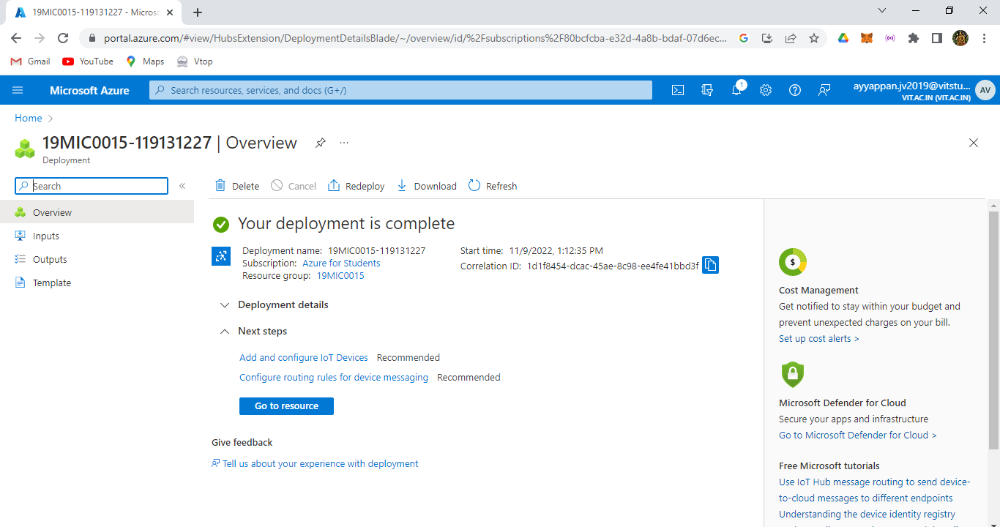 19MIC0015-119131227 - Micros
portal.azure.com/#view/HubsExtension/DeploymentDetailsBlade/~/overview/id/%2Fsubscriptions%2F80bcfcba-e32d-4a8b-bdaf-07d6ec...
Gmail YouTube Maps Vtop
Microsoft Azure Search resources, services, and docs (G+/) 1 ayyappan.jv2019@vitstu...
VIT.AC.IN (VIT.AC.IN) AV
Home
19MIC0015-119131227 | Overview ...
Deployment
Search «
Overview
Inputs
Outputs
Template
Delete Cancel Redeploy Download Refresh
Your deployment is complete
Deployment name: 19MIC0015-119131227
Subscription: Azure for Students
Resource group: 19MIC0015
Start time: 11/9/2022, 1:12:35 PM
Correlation ID: 1d1f8454-dcac-45ae-8c98-ee4fe41bbd3f
Deployment details
Next steps
Add and configure IoT Devices Recommended
Configure routing rules for device messaging Recommended
Go to resource
Give feedback
Tell us about your experience with deployment
$
Cost Management
Get notified to stay within your budget and
prevent unexpected charges on your bill.
Set up cost alerts >
Microsoft Defender for Cloud
Secure your apps and infrastructure
Go to Microsoft Defender for Cloud >
Free Microsoft tutorials
Use IoT Hub message routing to send device-
to-cloud messages to different endpoints
Understanding the device identity registry